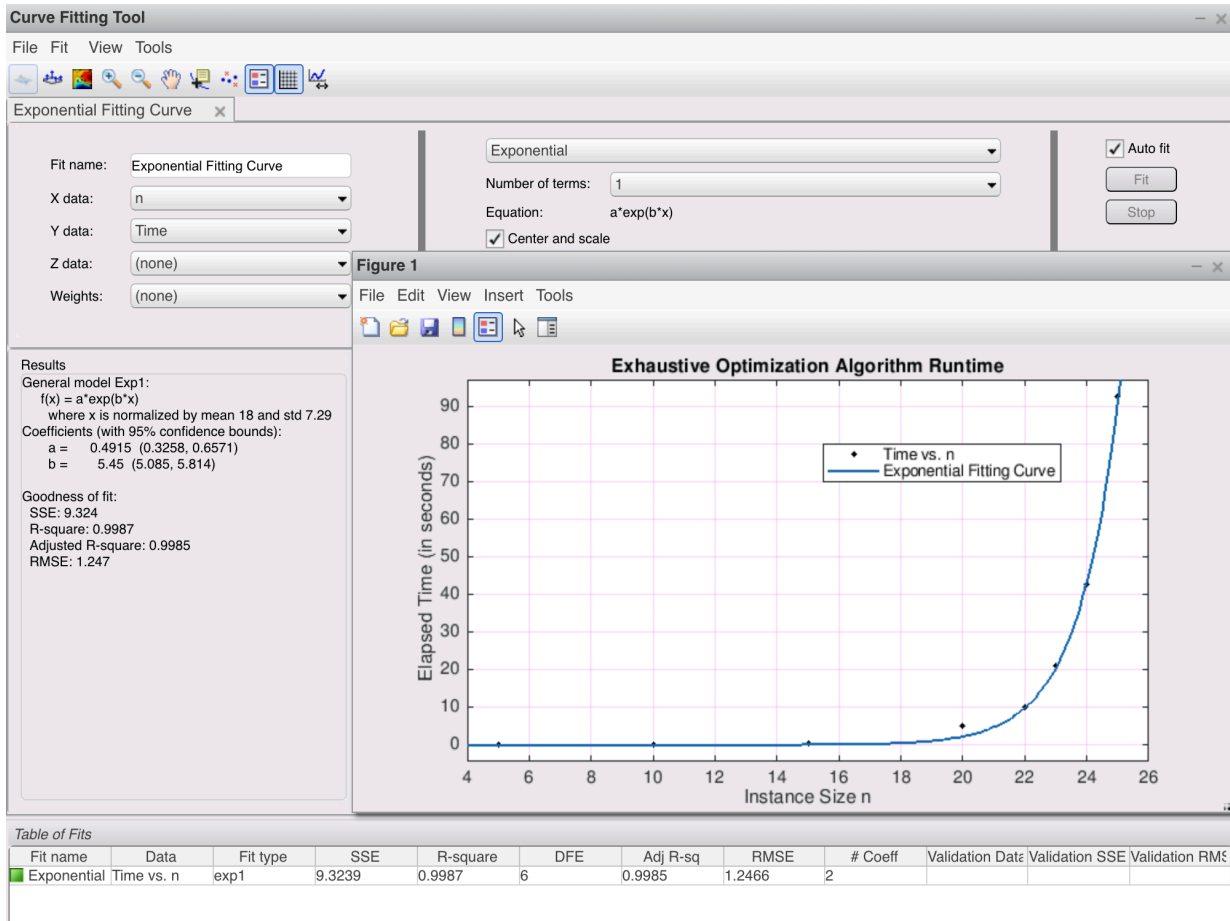 Curve Fitting Tool
File Fit View Tools
Exponential Fitting Curve
Fit name: Exponential Fitting Curve
X data: n
Y data: Time
Z data: (none)
Weights: (none)
Exponential
Number of terms: 1
Equation: a*exp(b*x)
Center and scale
Auto fit
Fit
Stop
Results
General model Exp1:
f(x) = a*exp(b*x)
where x is normalized by mean 18 and std 7.29
Coefficients (with 95% confidence bounds):
a = 0.4915 (0.3258, 0.6571)
b = 5.45 (5.085, 5.814)
Goodness of fit:
SSE: 9.324
R-square: 0.9987
Adjusted R-square: 0.9985
RMSE: 1.247
Figure 1
File Edit View Insert Tools
Exhaustive Optimization Algorithm Runtime
Elapsed Time (in seconds)
90
80
70
60
50
40
30
20
10
0
Time vs. n
Exponential Fitting Curve
4 6 8 10 12 14 16 18 20 22 24 26
Instance Size n
Table of Fits
Fit name Data Fit type SSE R-square DFE Adj R-sq RMSE # Coeff Validation Data Validation SSE Validation RMS
Exponential Time vs. n exp1 9.3239 0.9987 6 0.9985 1.2466 2